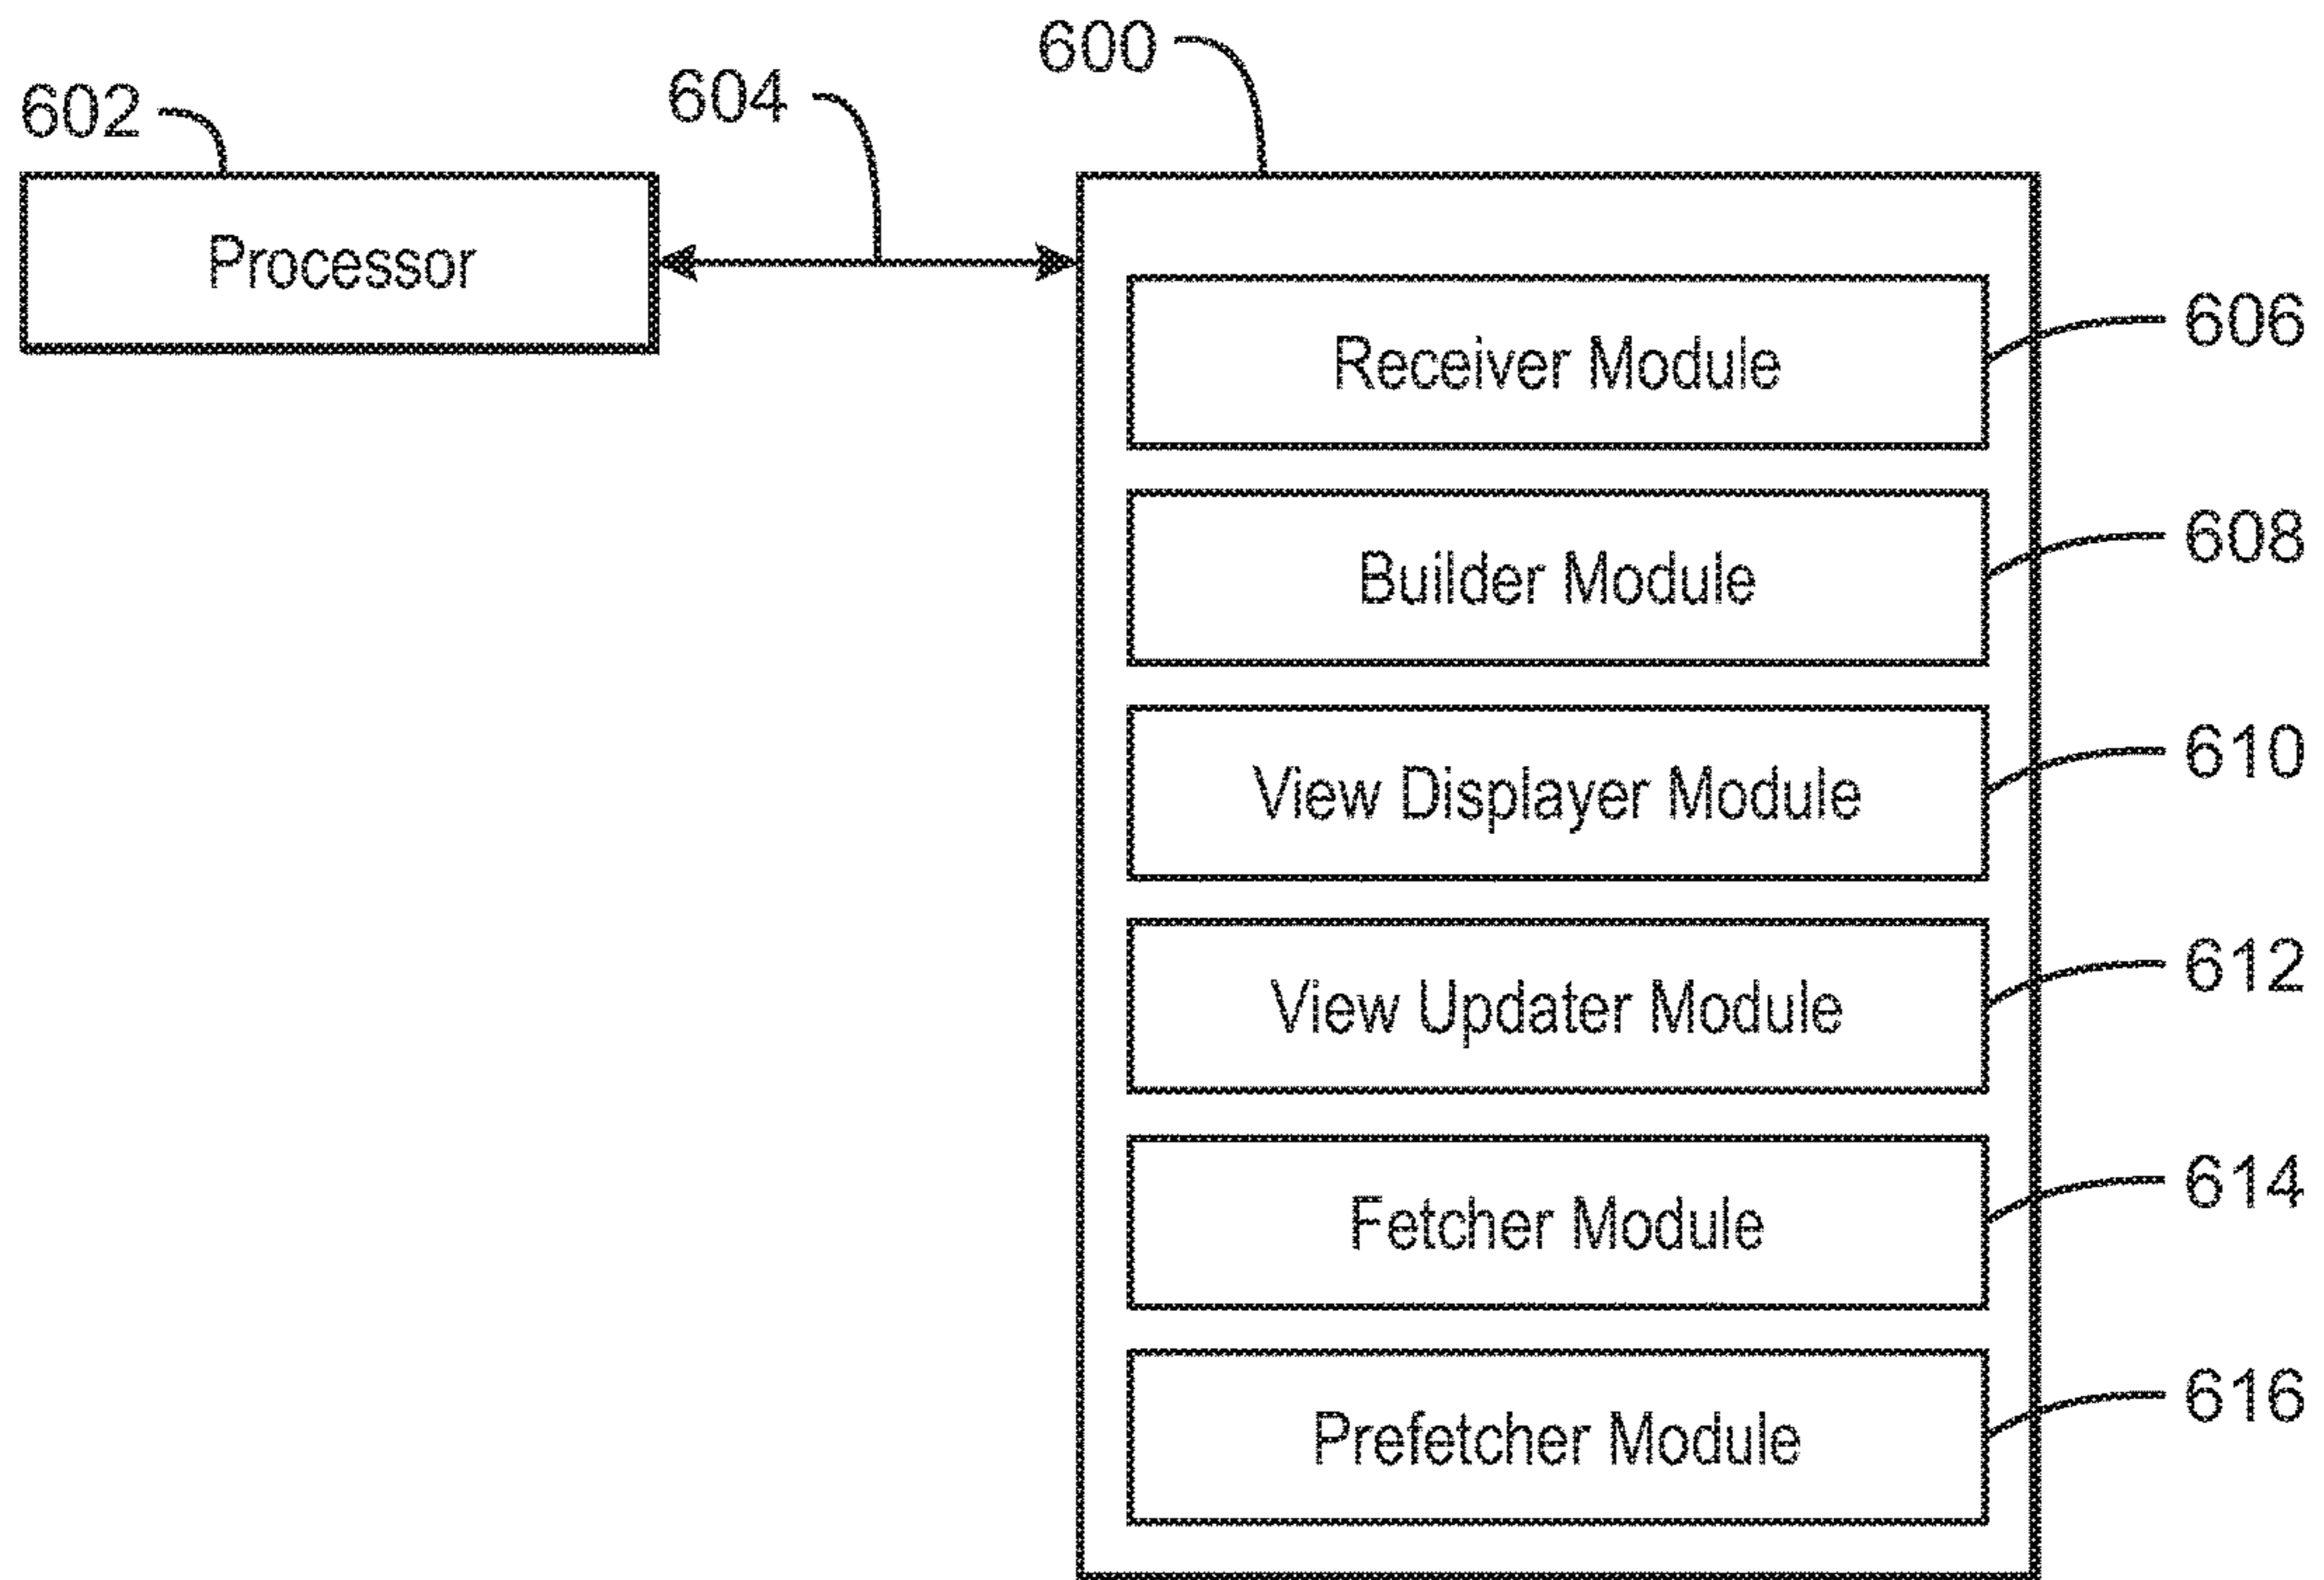 600
604
602
Processor
Receiver Module
606
Builder Module
608
View Displayer Module
610
View Updater Module
612
Fetcher Module
614
Prefetcher Module
616